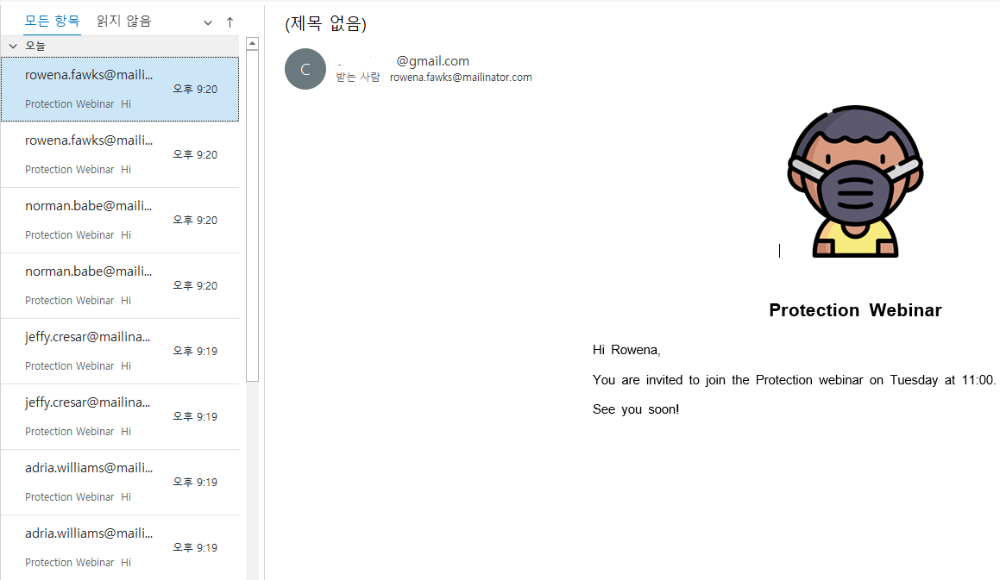 모든 항목 읽지 않음
오늘
rowena.fawks@maili...
오후 9:20
Protection Webinar Hi
rowena.fawks@maili...
오후 9:20
Protection Webinar Hi
norman.babe@maili...
오후 9:20
Protection Webinar Hi
norman.babe@maili...
오후 9:20
Protection Webinar Hi
jeffy.cresar@mailina...
오후 9:19
Protection Webinar Hi
jeffy.cresar@mailina...
오후 9:19
Protection Webinar Hi
adria.williams@maili...
오후 9:19
Protection Webinar Hi
adria.williams@maili...
오후 9:19
Protection Webinar Hi
(제목 없음)
C
@gmail.com
받는 사람 rowena.fawks@mailinator.com
Protection Webinar
Hi Rowena,
You are invited to join the Protection webinar on Tuesday at 11:00.
See you soon!